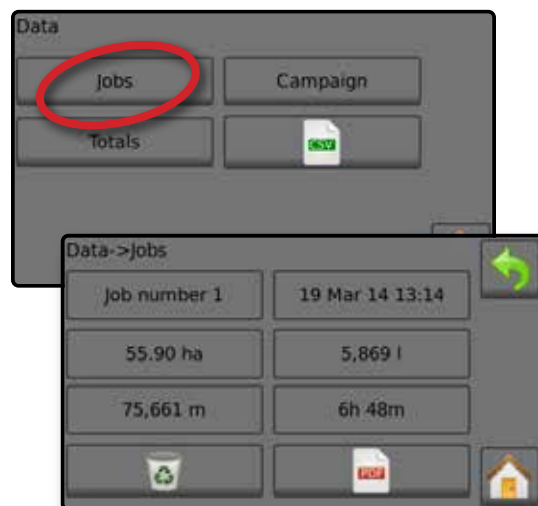 Data
Jobs
Campaign
Totals
CSV
Data->Jobs
Job number 1
19 Mar 14 13:14
55.90 ha
5,869 l
75,661 m
6h 48m
PDF